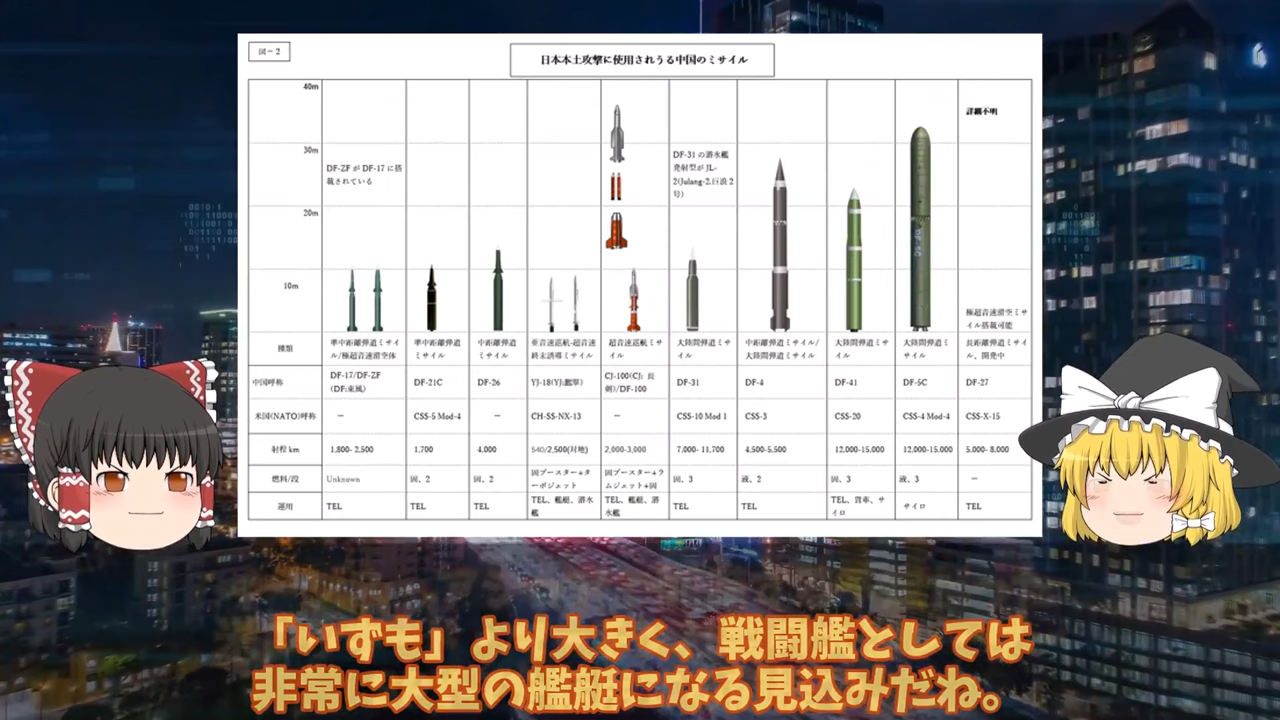 図－2
日本本土攻撃に使用されうる中国のミサイル
40m
30m
20m
10m
DF-ZF が DF-17 に搭
載されている
DF-31 の潜水艦
発射型が JL-
2(Julang-2.巨浪 2
号)
詳細不明
極超音速滑空ミサ
イル搭載可能
種類
準中距離弾道ミサイ
ル/極超音速滑空体
準中距離弾道
ミサイル
中距離弾道
ミサイル
亜音速巡航-超音速
終末誘導ミサイル
超音速巡航ミサ
イル
大陸間弾道ミサ
イル
中距離弾道ミサイル/
大陸間弾道ミサイル
大陸間弾道ミサ
イル
大陸間弾道ミ
サイル
長距離弾道ミサイ
ル、開発中
中国呼称
DF-17/DF-ZF
(DF:東風)
DF-21C
DF-26
YJ-18(YJ:鷹撃)
CJ-100(CJ: 長
剣)/DF-100
DF-31
DF-4
DF-41
DF-5C
DF-27
米国(NATO)呼称
－
CSS-5 Mod-4
－
CH-SS-NX-13
－
CSS-10 Mod 1
CSS-3
CSS-20
CSS-4 Mod-4
CSS-X-15
射程 km
1,800- 2,500
1,700
4,000
540/2,500(対地)
2,000-3,000
7,000- 11,700
4,500-5,500
12,000-15,000
12,000-15,000
5,000- 8,000
燃料/段
Unknown
固、2
固、2
固ブースター+タ
ーボジェット
固ブースター+ラ
ムジェット+固
固、3
液、2
固、3
液、3
－
運用
TEL
TEL
TEL
TEL、艦艇、潜水
艦
TEL、艦艇、潜
水艦
TEL
TEL
TEL、貨車、サ
イロ
サイロ
TEL
「いずも」より大きく、戦闘艦としては
非常に大型の艦艇になる見込みだね。